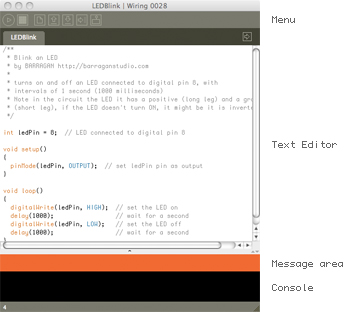 LEDBlink | Wiring 0028
Menu
LEDBlink
/**
* Blink an LED
* by BARRAGAN http://barraganstudio.com
*
* turns on and off an LED connected to digital pin 8, with
* intervals of 1 second (1000 milliseconds)
* Note in the circuit the LED it has a positive (long leg) and a gr
* (short leg), if the LED doesn't turn ON, it might be it is inverte
*/
int ledPin = 8; // LED connected to digital pin 8
Text Editor
void setup()
{
pinMode(ledPin, OUTPUT); // set ledPin pin as output
}
void loop()
{
digitalWrite(ledPin, HIGH); // set the LED on
delay(1000); // wait for a second
digitalWrite(ledPin, LOW); // set the LED off
delay(1000); // wait for a second
}
Message area
Console